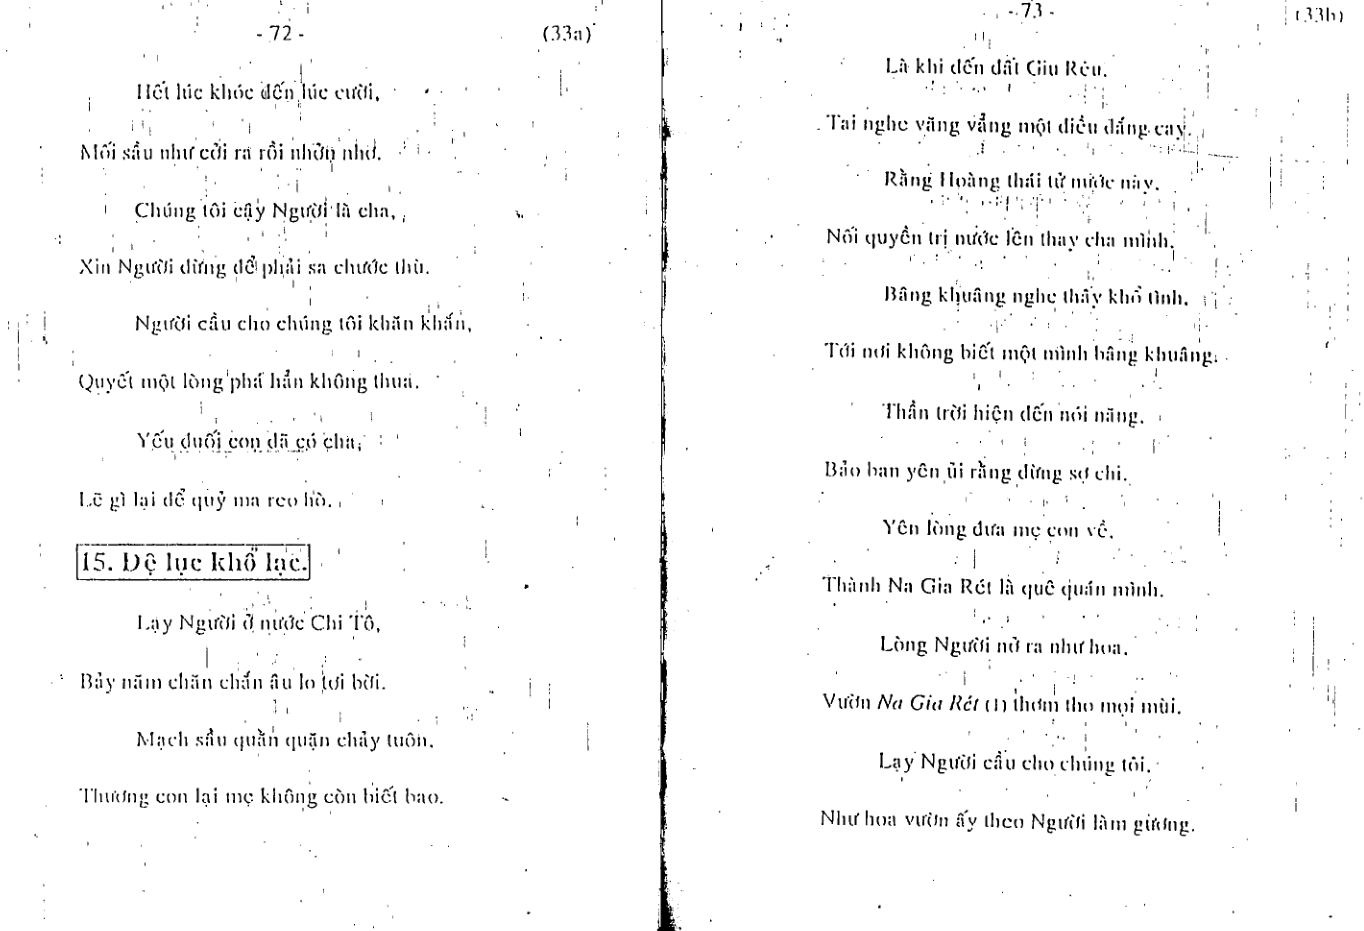 - 72 -
(33a)
Hết lúc khóc đến lúc cười,
Mối sầu như cởi ra rồi nhởn nhơ.
Chúng tôi cậy Người là cha,
Xin Người đừng để phải sa chước thù.
Người cầu cho chúng tôi khăn khắn,
Quyết một lòng phá hẳn không thua.
Yếu đuối con đã có cha,
Lẽ gì lại để quỷ ma reo hò.
15. Đệ lục khổ lạc.
Lạy Người ở nước Chi Tô,
Bảy năm chăn chắn âu lo tơi bời.
Mạch sầu quằn quặn chảy tuôn,
Thương con lại mẹ không còn biết bao.
- 73 -
(33b)
Là khi đến đất Giu Rêu,
Tai nghe văng vẳng một điều đắng cay.
Rằng Hoàng thái tử nước này,
Nối quyền trị nước lên thay cha mình.
Bâng khuâng nghe thấy khổ tình,
Tới nơi không biết một mình bâng khuâng.
Thần trời hiện đến nói năng,
Bảo ban yên ủi rằng đừng sợ chi.
Yên lòng đưa mẹ con về,
Thành Na Gia Rét là quê quán mình.
Lòng Người nở ra như hoa,
Vườn Na Gia Rét (1) thơm tho mọi mùi.
Lạy Người cầu cho chúng tôi,
Như hoa vườn ấy theo Người làm gương.